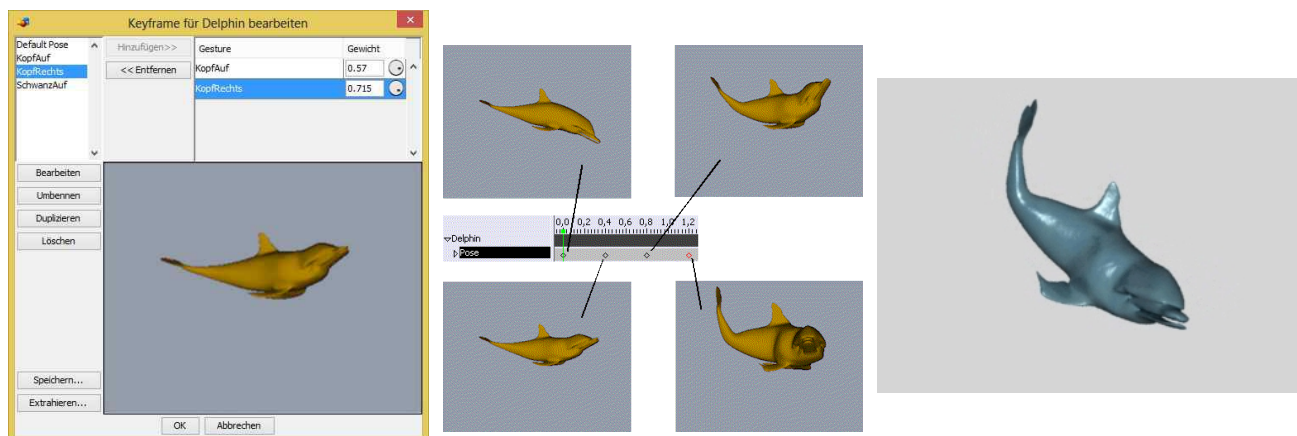 Keyframe für Delphin bearbeiten
Default Pose
KopfAuf
KopfRechts
SchwanzAuf
Hinzufügen>>
<< Entfernen
Gesture Gewicht
KopfAuf 0.57
KopfRechts 0.715
Bearbeiten
Umbennen
Duplizieren
Löschen
Speichern...
Extrahieren...
OK Abbrechen
0,0 0,2 0,4 0,6 0,8 1,0 1,2
Delphin
Pose